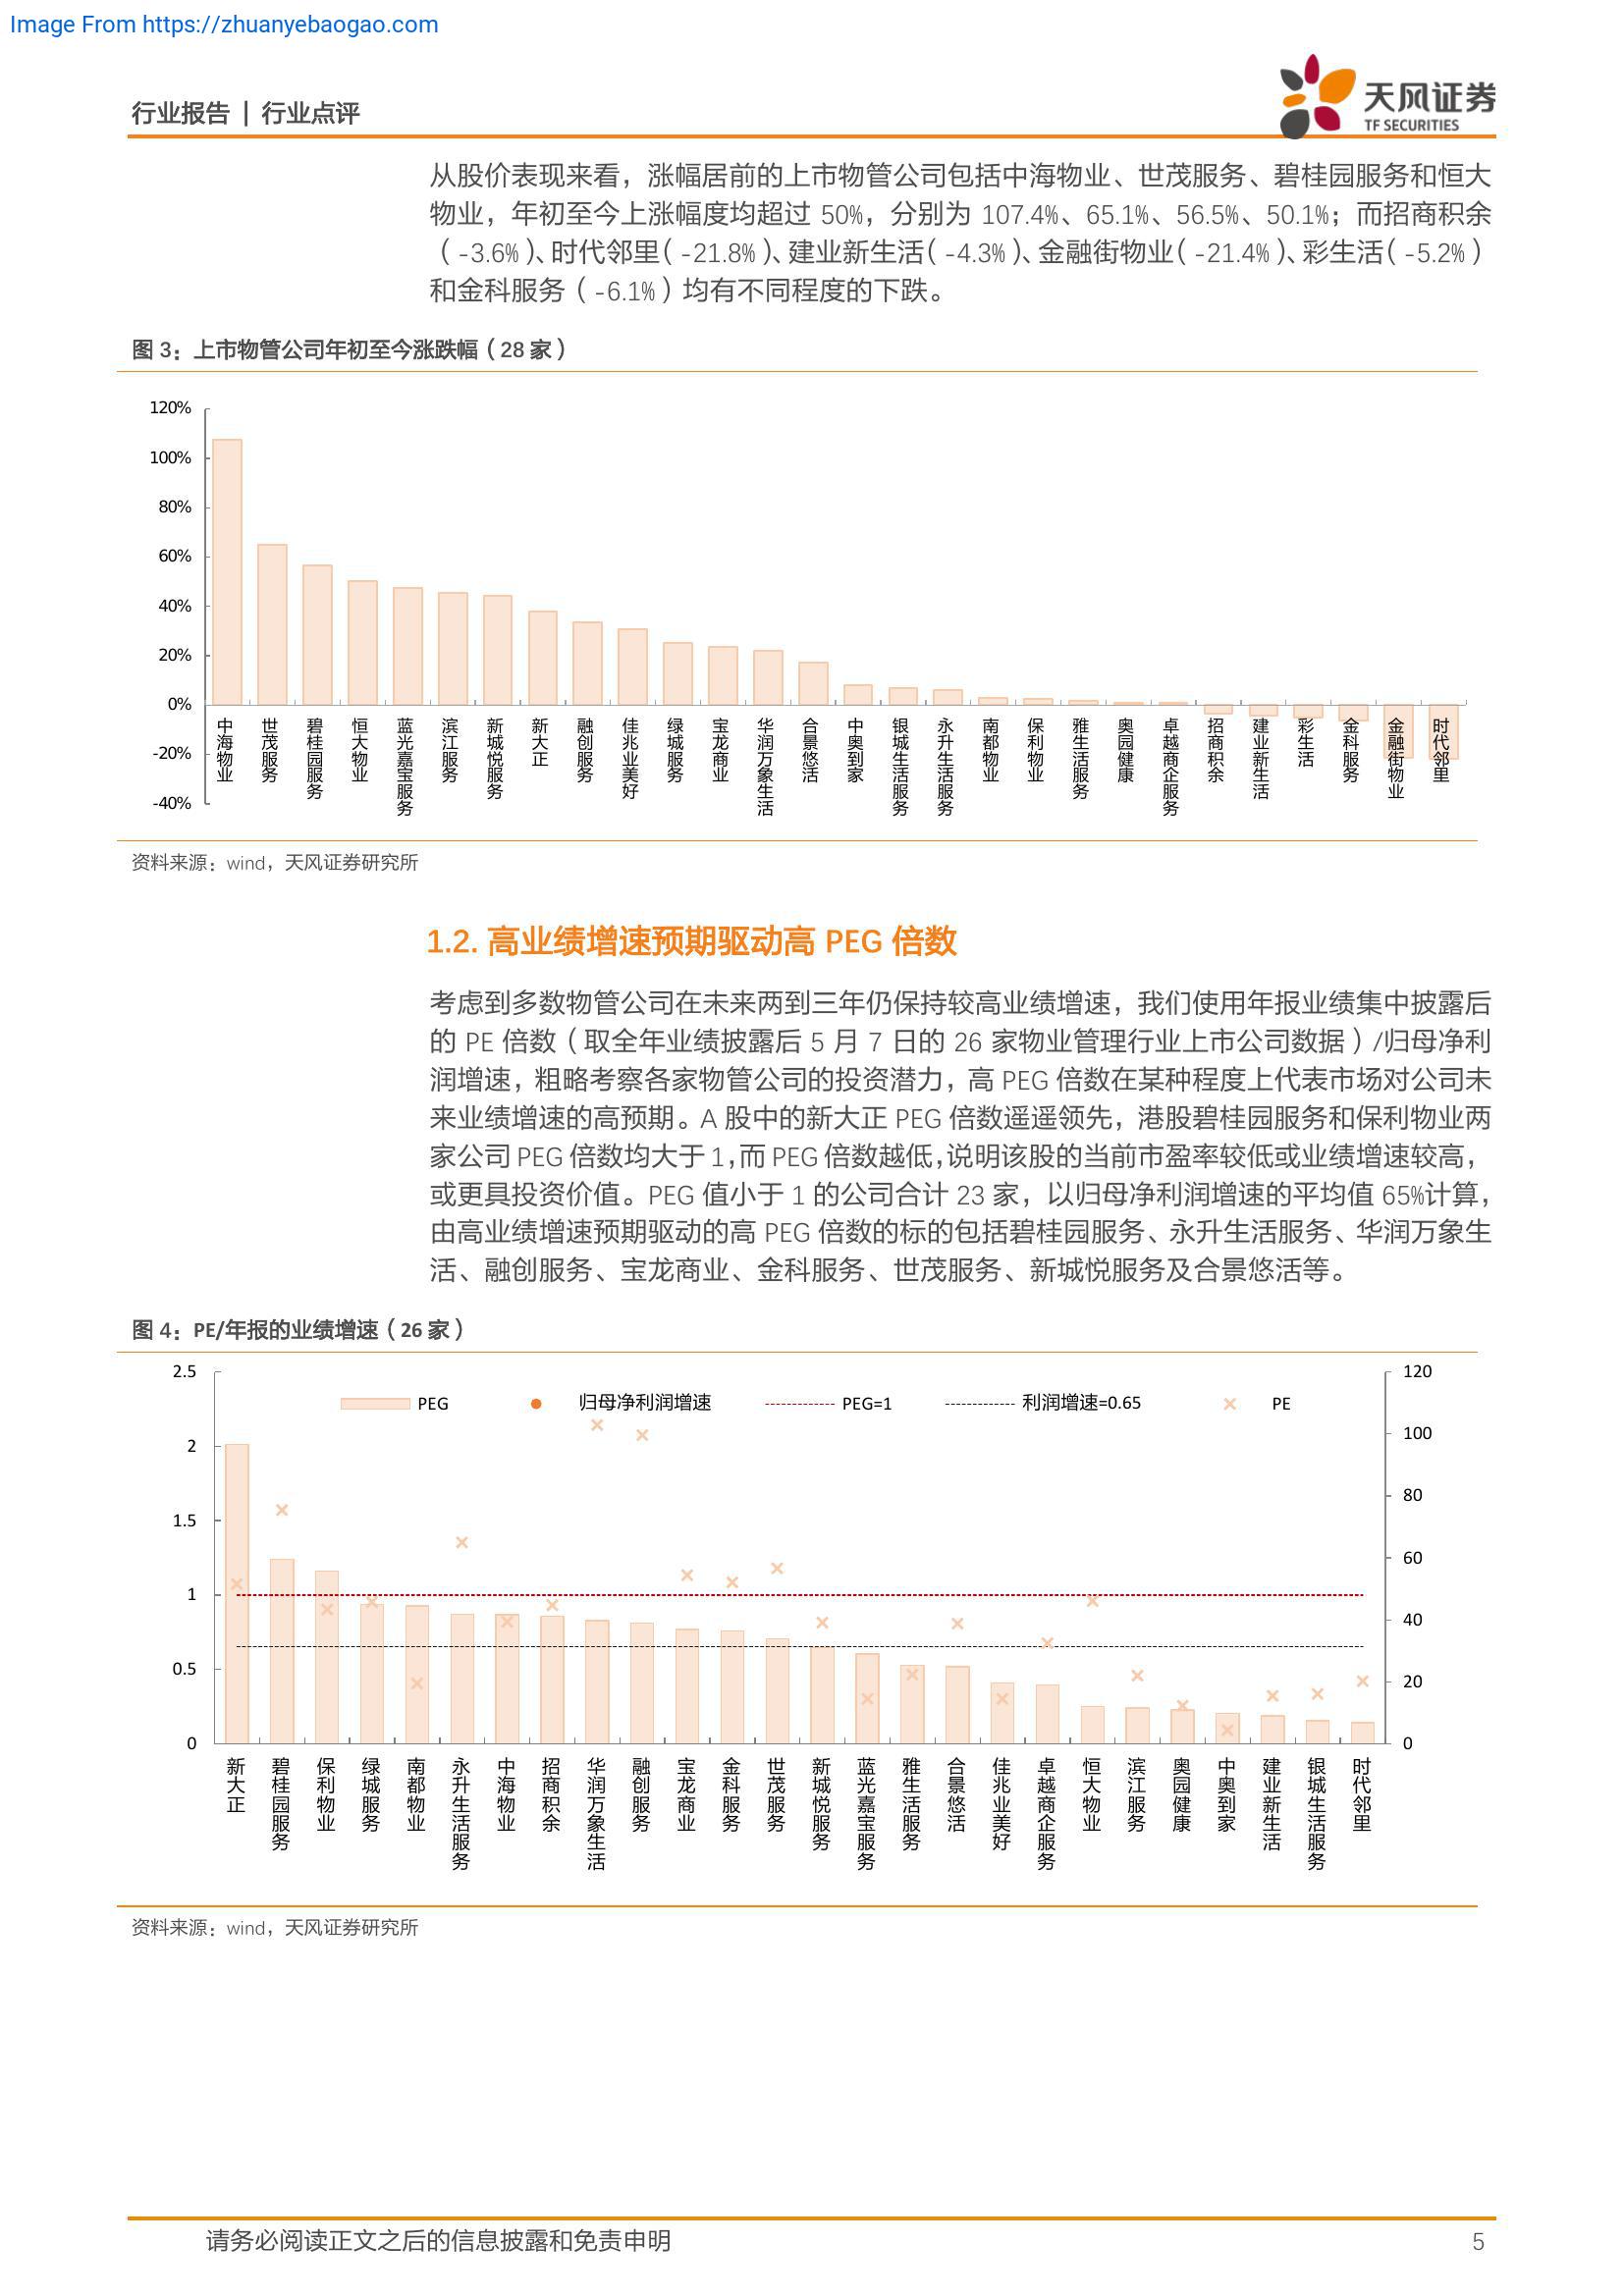 Image From https://zhuanyebaogao.com
行业报告 | 行业点评
天风证券
TF SECURITIES
从股价表现来看，涨幅居前的上市物管公司包括中海物业、世茂服务、碧桂园服务和恒大
物业，年初至今上涨幅度均超过 50%，分别为 107.4%、65.1%、56.5%、50.1%；而招商积余
（-3.6%）、时代邻里（-21.8%）、建业新生活（-4.3%）、金融街物业（-21.4%）、彩生活（-5.2%）
和金科服务（-6.1%）均有不同程度的下跌。
图 3：上市物管公司年初至今涨跌幅（28 家）
120%
100%
80%
60%
40%
20%
0%
-20%
-40%
中海物业
世茂服务
碧桂园服务
恒大物业
蓝光嘉宝服务
滨江服务
新城悦服务
新大正
融创服务
佳兆业美好
绿城服务
宝龙商业
华润万象生活
合景悠活
中奥到家
银城生活服务
永升生活服务
南都物业
保利物业
雅生活服务
奥园健康
卓越商企服务
招商积余
建业新生活
彩生活
金科服务
金融街物业
时代邻里
资料来源：wind，天风证券研究所
1.2. 高业绩增速预期驱动高 PEG 倍数
考虑到多数物管公司在未来两到三年仍保持较高业绩增速，我们使用年报业绩集中披露后
的 PE 倍数（取全年业绩披露后 5 月 7 日的 26 家物业管理行业上市公司数据）/归母净利
润增速，粗略考察各家物管公司的投资潜力，高 PEG 倍数在某种程度上代表市场对公司未
来业绩增速的高预期。A 股中的新大正 PEG 倍数遥遥领先，港股碧桂园服务和保利物业两
家公司 PEG 倍数均大于 1，而 PEG 倍数越低，说明该股的当前市盈率较低或业绩增速较高，
或更具投资价值。PEG 值小于 1 的公司合计 23 家，以归母净利润增速的平均值 65%计算，
由高业绩增速预期驱动的高 PEG 倍数的标的包括碧桂园服务、永升生活服务、华润万象生
活、融创服务、宝龙商业、金科服务、世茂服务、新城悦服务及合景悠活等。
图 4：PE/年报的业绩增速（26 家）
2.5
2
1.5
1
0.5
0
PEG
归母净利润增速
PEG=1
利润增速=0.65
PE
120
100
80
60
40
20
0
新大正
碧桂园服务
保利物业
绿城服务
南都物业
永升生活服务
中海物业
招商积余
华润万象生活
融创服务
宝龙商业
金科服务
世茂服务
新城悦服务
蓝光嘉宝服务
雅生活服务
合景悠活
佳兆业美好
卓越商企服务
恒大物业
滨江服务
奥园健康
中奥到家
建业新生活
银城生活服务
时代邻里
资料来源：wind，天风证券研究所
请务必阅读正文之后的信息披露和免责申明
5